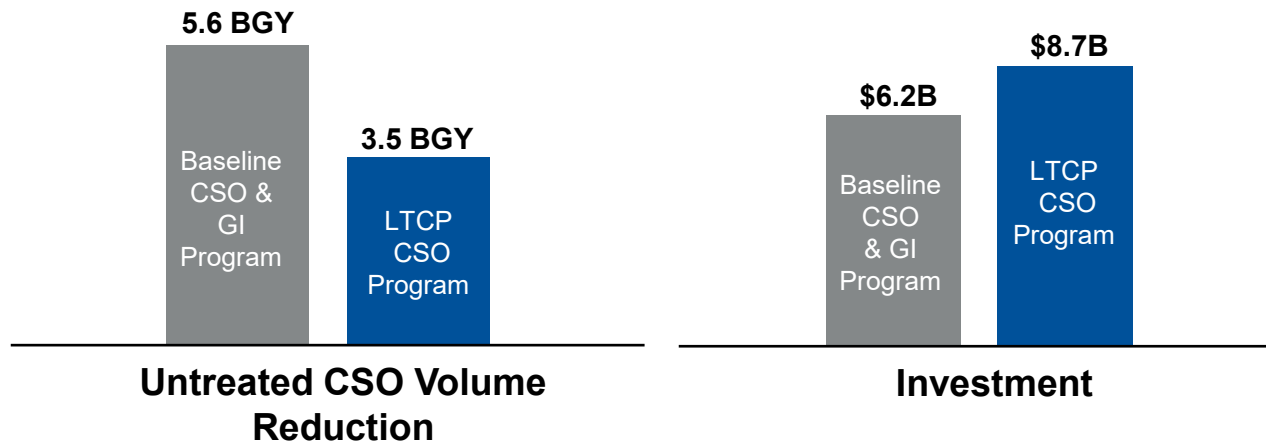 5.6 BGY
Baseline
CSO &
GI
Program
3.5 BGY
LTCP
CSO
Program
Untreated CSO Volume
Reduction
$6.2B
Baseline
CSO
& GI
Program
$8.7B
LTCP
CSO
Program
Investment